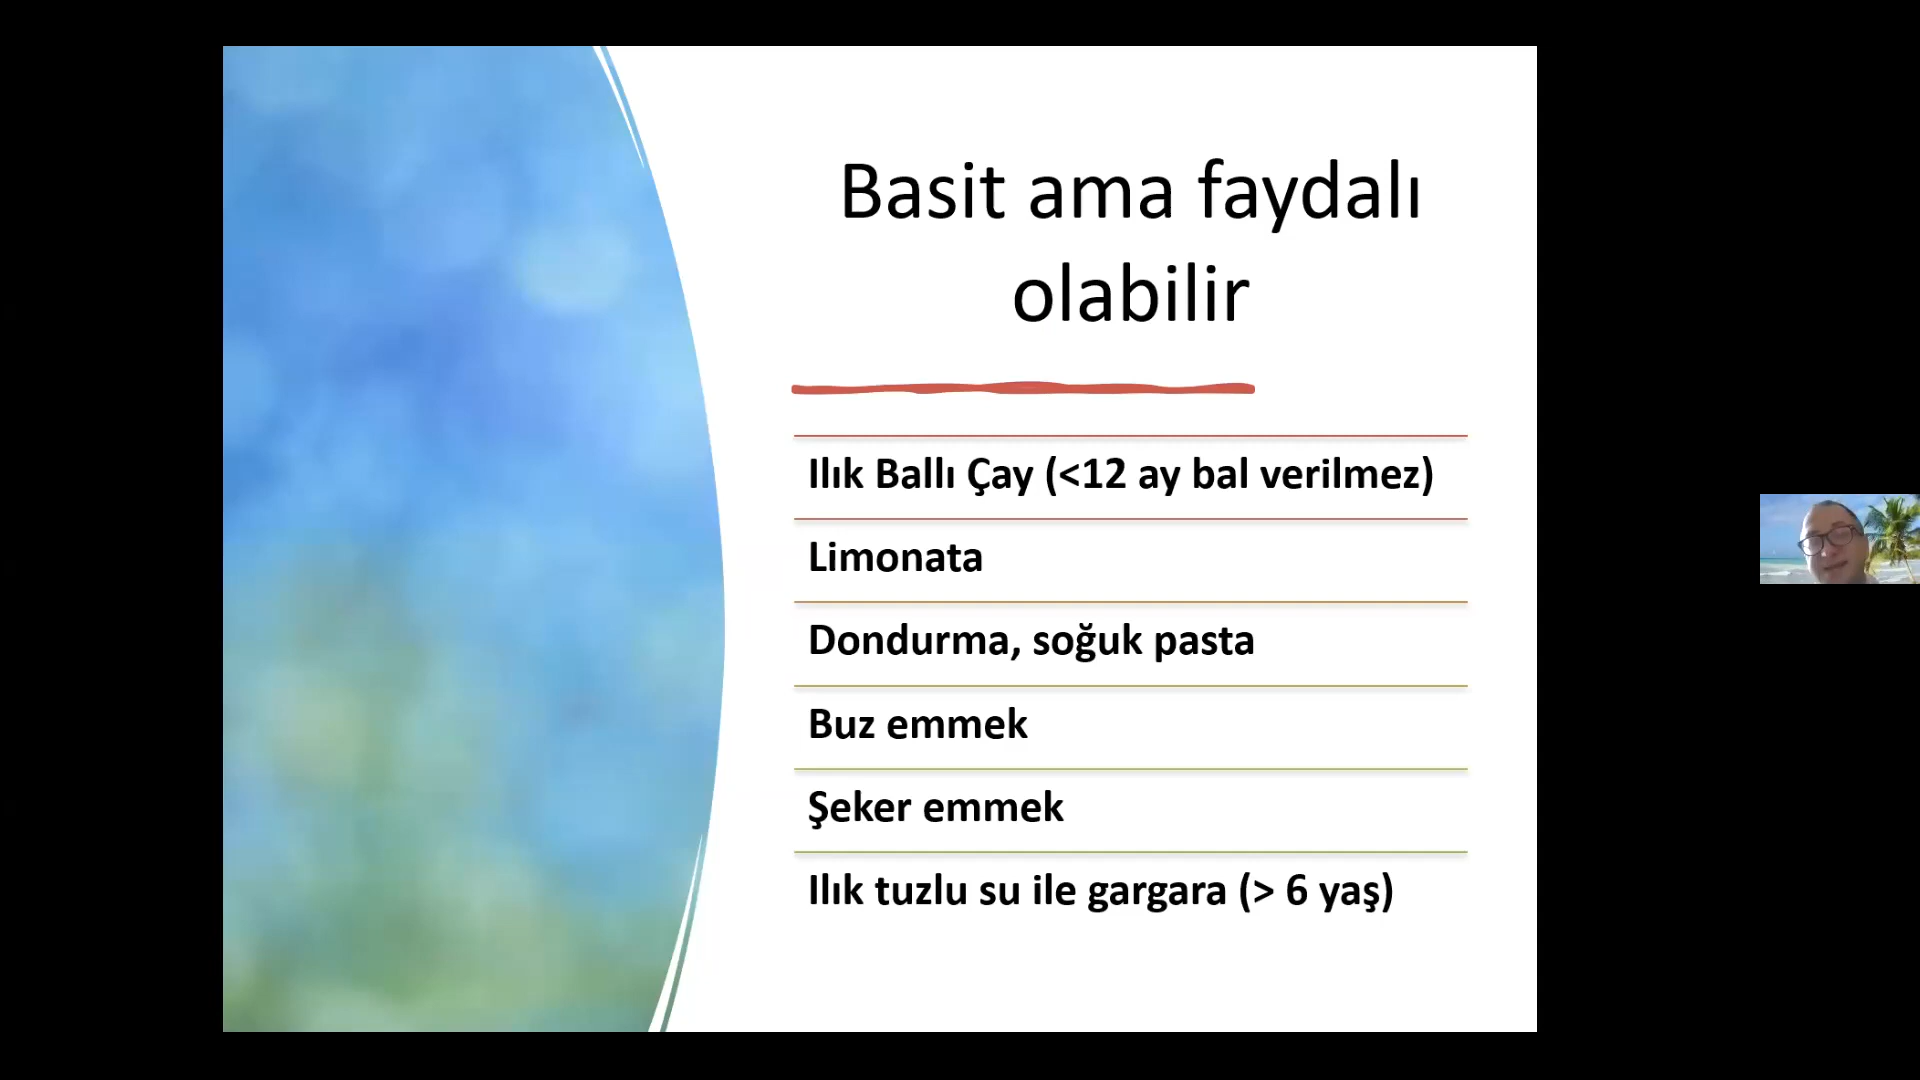 Basit ama faydalı
olabilir
Ilık Ballı Çay (<12 ay bal verilmez)
Limonata
Dondurma, soğuk pasta
Buz emmek
Şeker emmek
Ilık tuzlu su ile gargara (> 6 yaş)